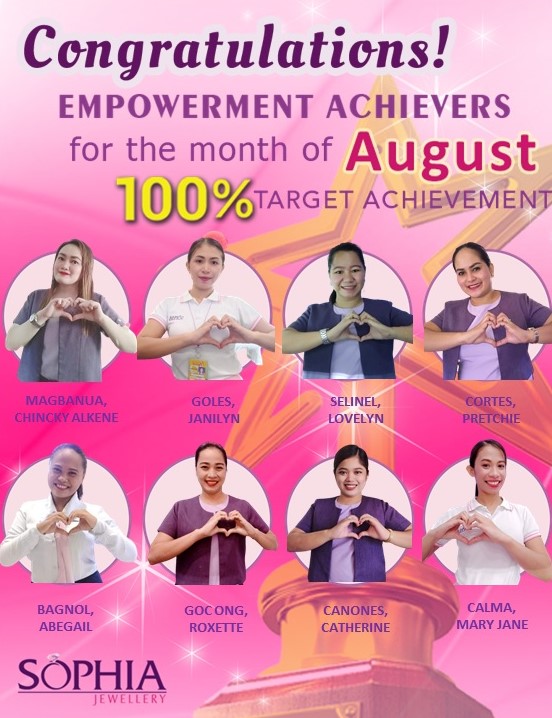 Congratulations!
EMPOWERMENT ACHIEVERS
for the month of August
100% TARGET ACHIEVEMENT
MAGBANUA,
CHINCKY ALKENE
GOLES,
JANILYN
SELINEL,
LOVELYN
CORTES,
PRETCHIE
BAGNOL,
ABEGAIL
GOC ONG,
ROXETTE
CANONES,
CATHERINE
CALMA,
MARY JANE
SOPHIA
JEWELLERY